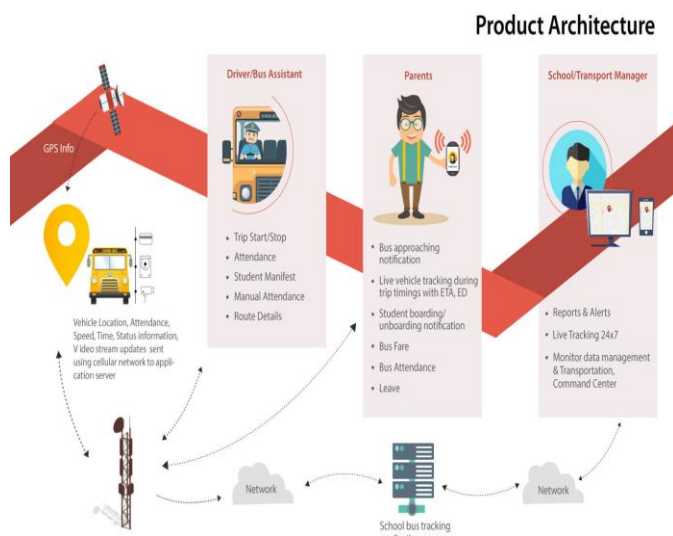 Product Architecture
GPS Info
Vehicle Location, Attendance,
Speed, Time, Status information,
V ideo stream updates sent
using cellular network to appli-
cation server
Driver/Bus Assistant
• Trip Start/Stop
• Attendance
• Student Manifest
• Manual Attendance
• Route Details
Parents
• Bus approaching
notification
• Live vehicle tracking during
trip timings with ETA, ED
• Student boarding/
unboarding notification
• Bus Fare
• Bus Attendance
• Leave
School/Transport Manager
• Reports & Alerts
• Live Tracking 24x7
• Monitor data management
& Transportation,
Command Center
Network
School bus tracking
Network